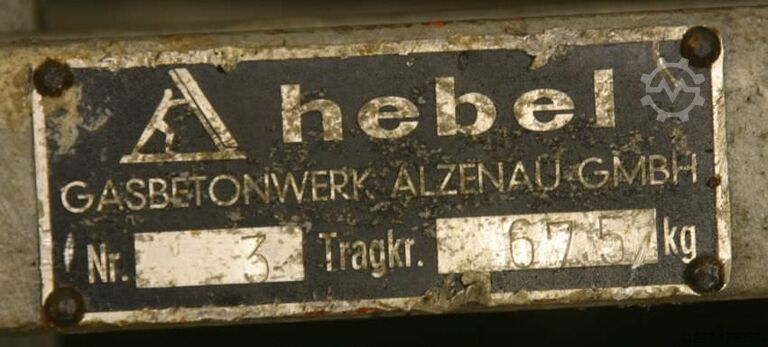 hebel
GASBETONWERK ALZENAU GMBH
Nr. 3 Tragkr. 675 kg